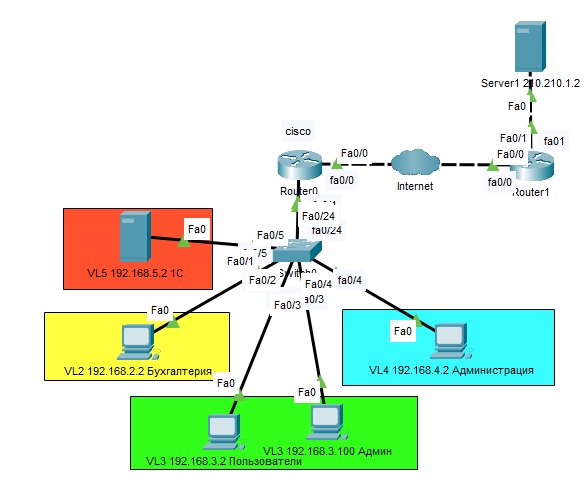 Server1 210.210.1.2
Fa0
cisco
Fa0/1
fa01
Fa0/0
Fa0/0
fa0/0
Internet
fa0/0
Router0
Router1
Fa0/24
fa0/24
Fa0
Fa0/5
Switch0
VL5 192.168.5.2 1C
Fa0/1
Fa0/2
Fa0/4
fa0/4
Fa0/3
Fa0
Fa0
VL2 192.168.2.2 Бухгалтерия
VL4 192.168.4.2 Администрация
Fa0
Fa0
VL3 192.168.3.100 Админ
VL3 192.168.3.2 Пользователи